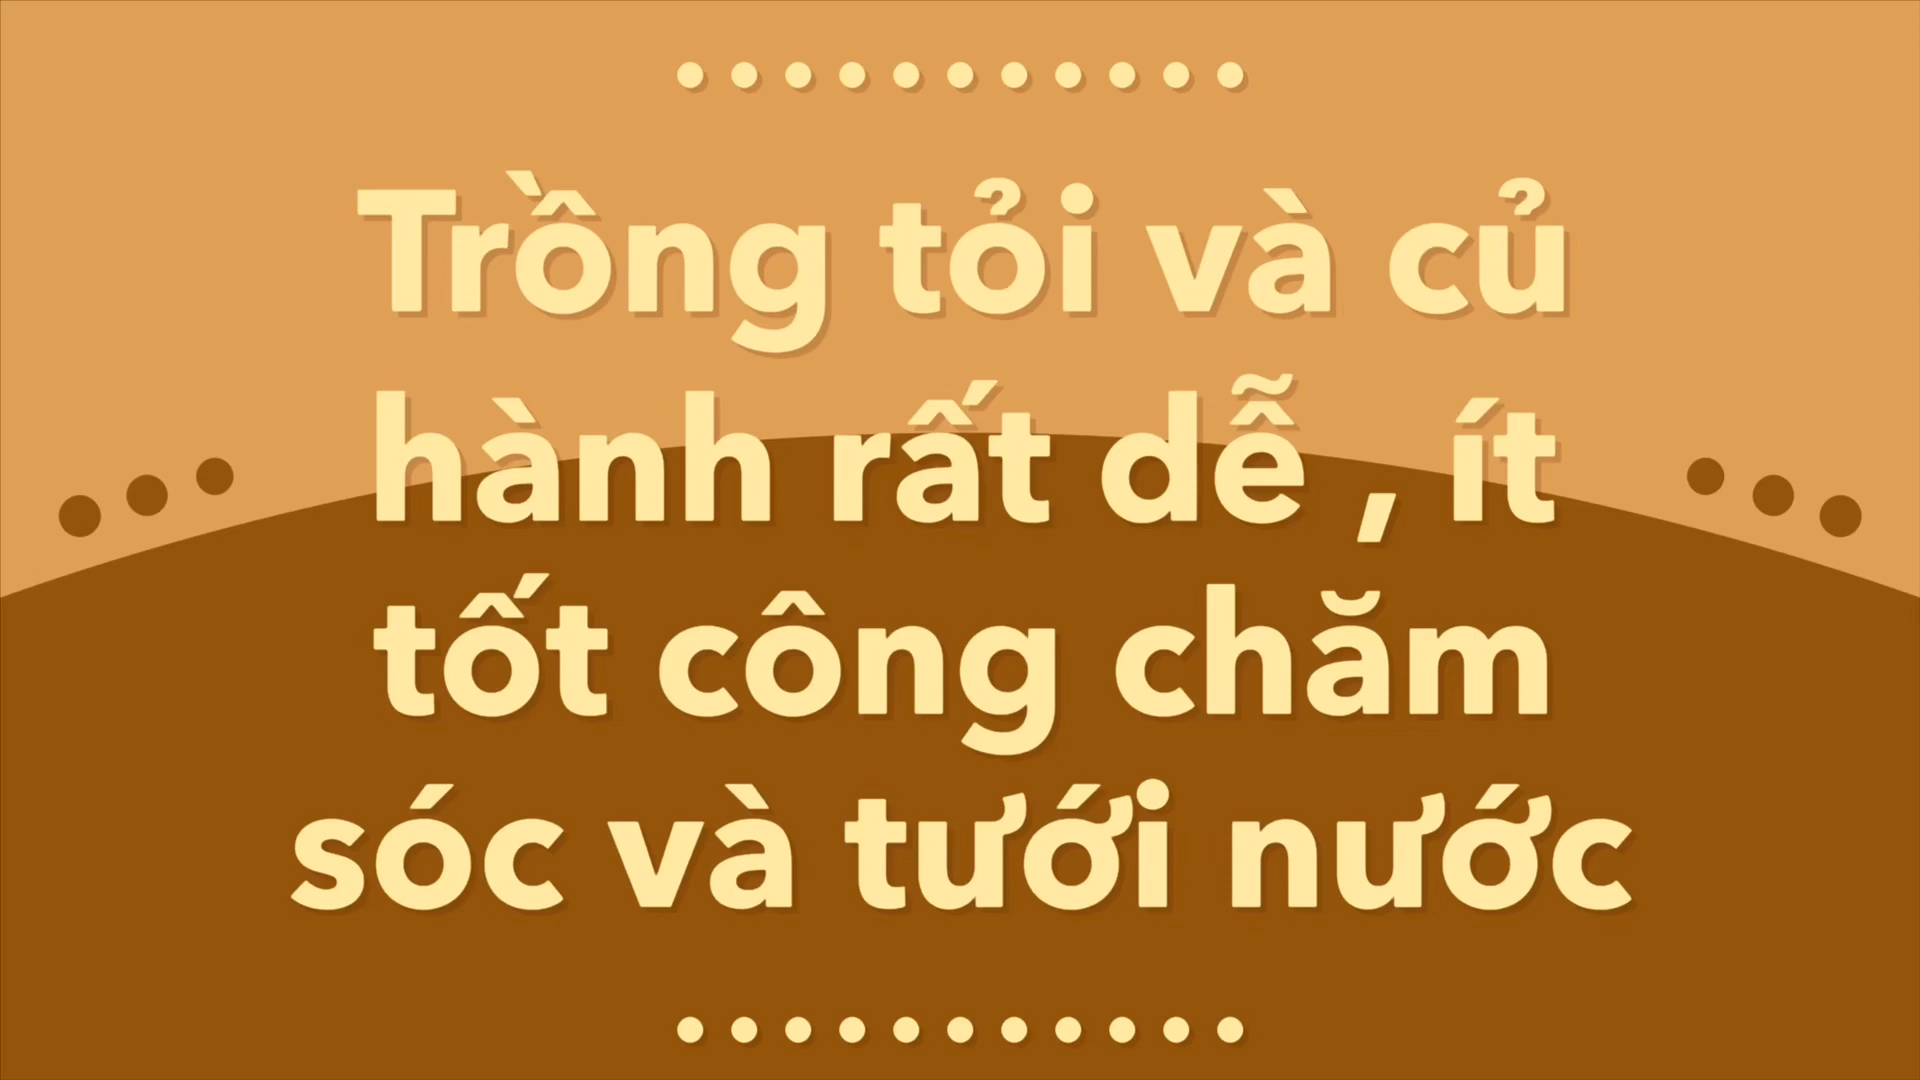 Trồng tỏi và củ
hành rất dễ , ít
tốt công chăm
sóc và tưới nước